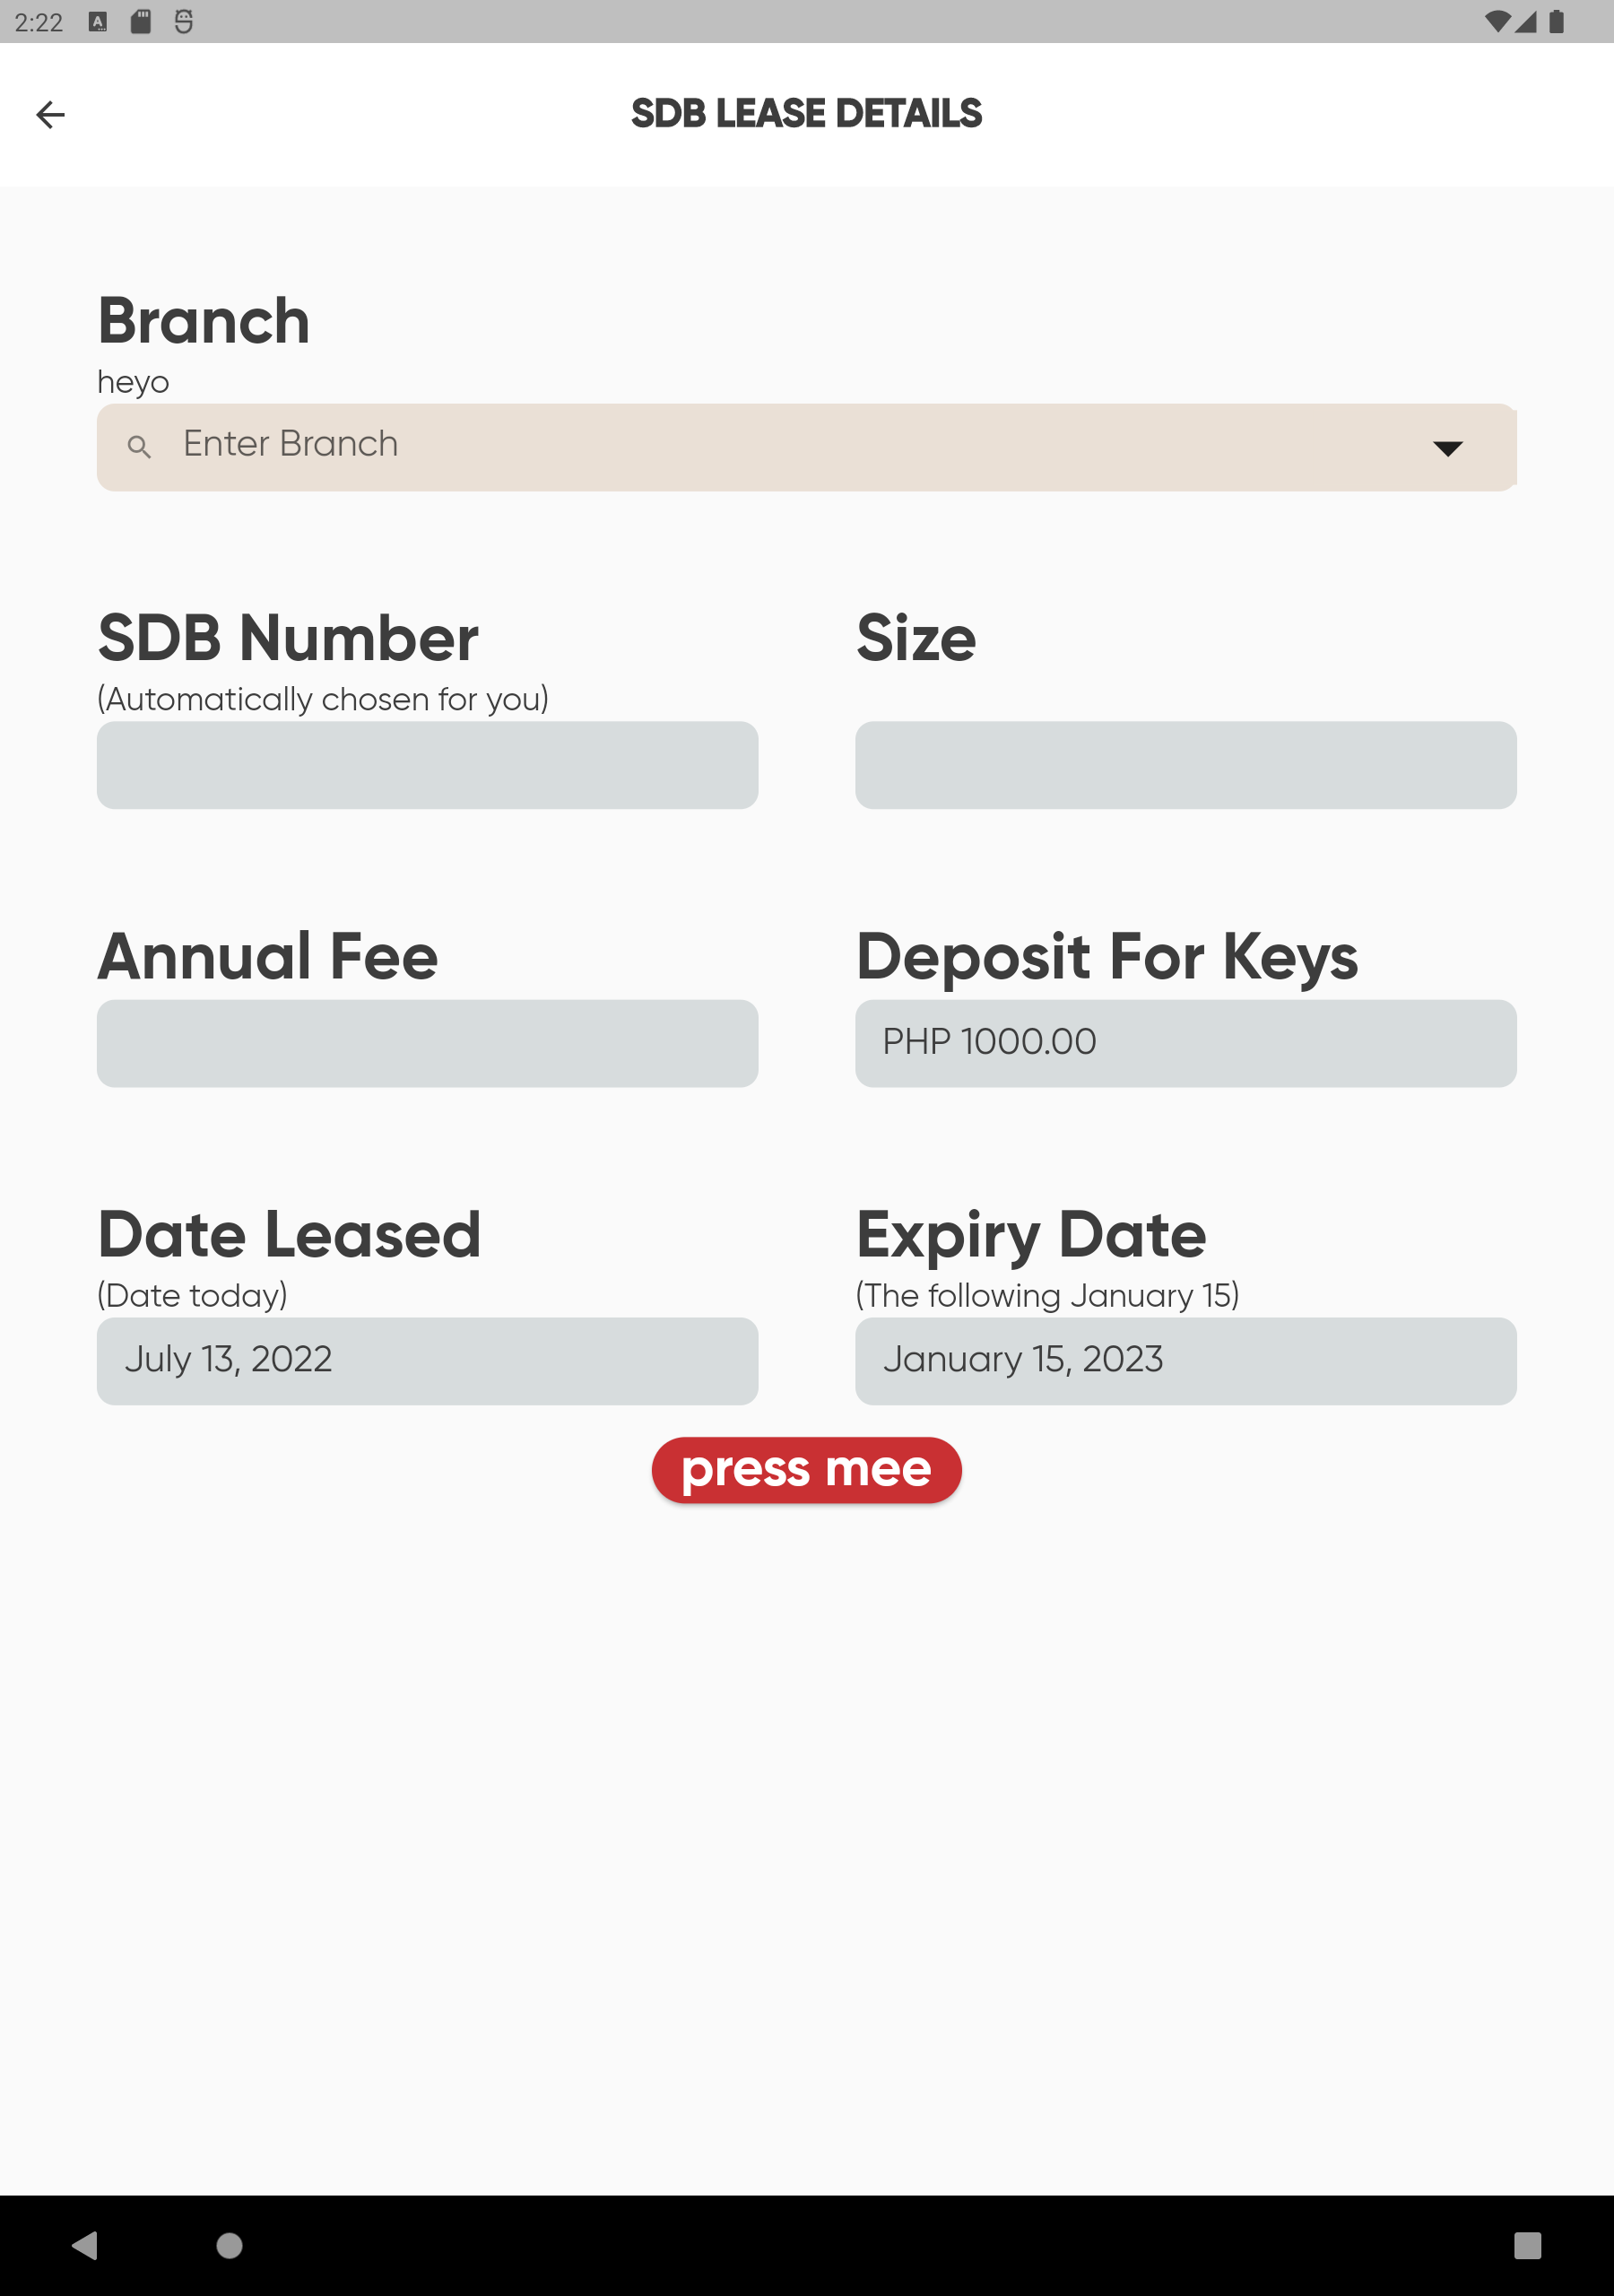 2:22
SDB LEASE DETAILS
Branch
heyo
Enter Branch
SDB Number
Size
(Automatically chosen for you)
Annual Fee
Deposit For Keys
PHP 1000.00
Date Leased
Expiry Date
(Date today)
(The following January 15)
July 13, 2022
January 15, 2023
press mee